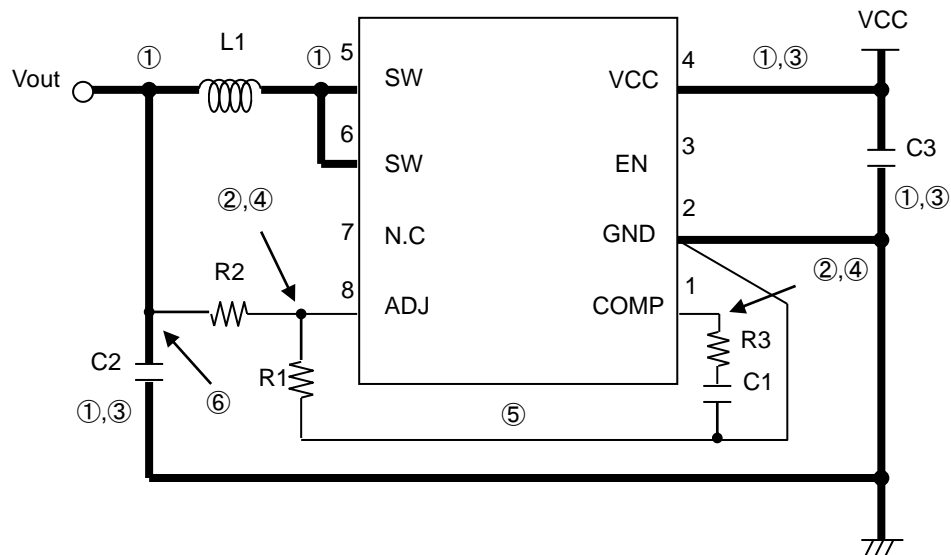 VCC
L1
①
①
5
4
①,③
Vout
SW
VCC
6
3
C3
SW
EN
①,③
②,④
7
2
N.C
GND
②,④
R2
8
1
ADJ
COMP
R3
C2
R1
C1
①,③
⑥
⑤